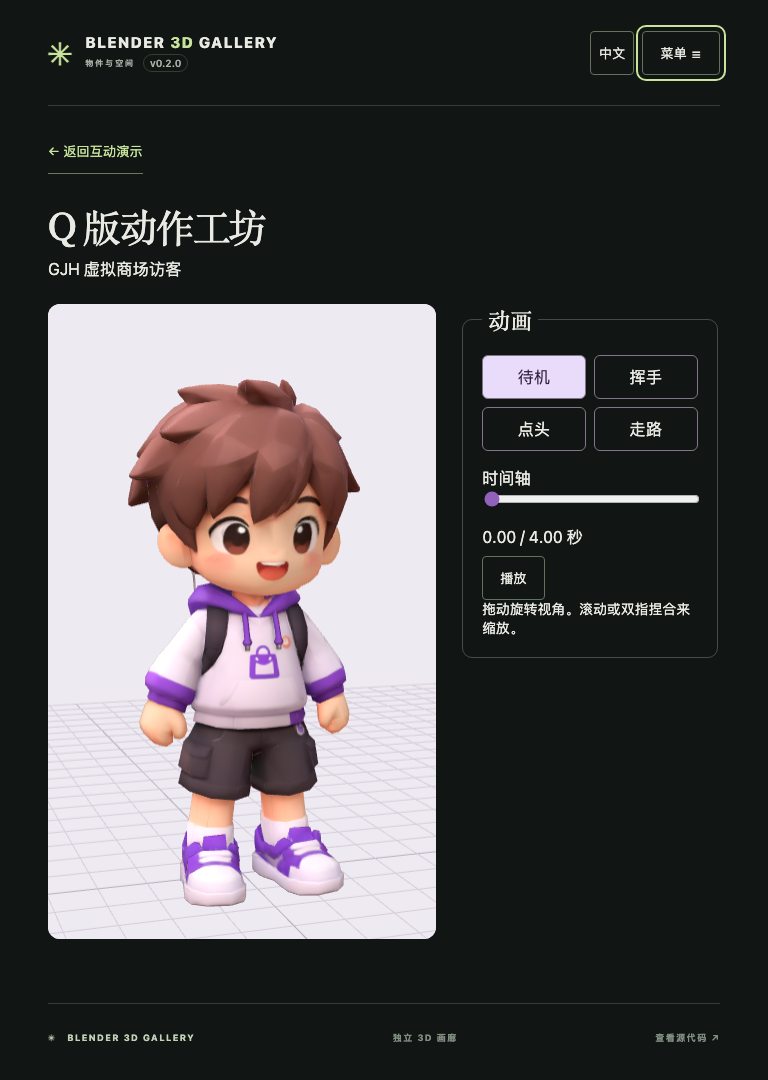 BLENDER 3D GALLERY
物件与空间 v0.2.0
中文
菜单 ≡
← 返回互动演示
Q 版动作工坊
GJH 虚拟商场访客
动画
待机
挥手
点头
走路
时间轴
0.00 / 4.00 秒
播放
拖动旋转视角。滚动或双指捏合来
缩放。
BLENDER 3D GALLERY
独立 3D 画廊
查看源代码 ↗